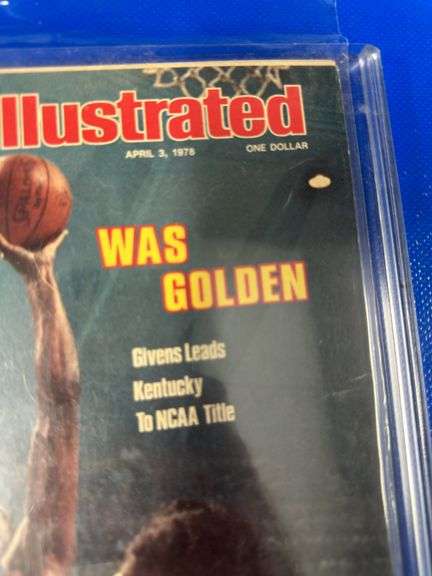 Illustrated
APRIL 3, 1978
ONE DOLLAR
WAS
GOLDEN
Givens Leads
Kentucky
To NCAA Title